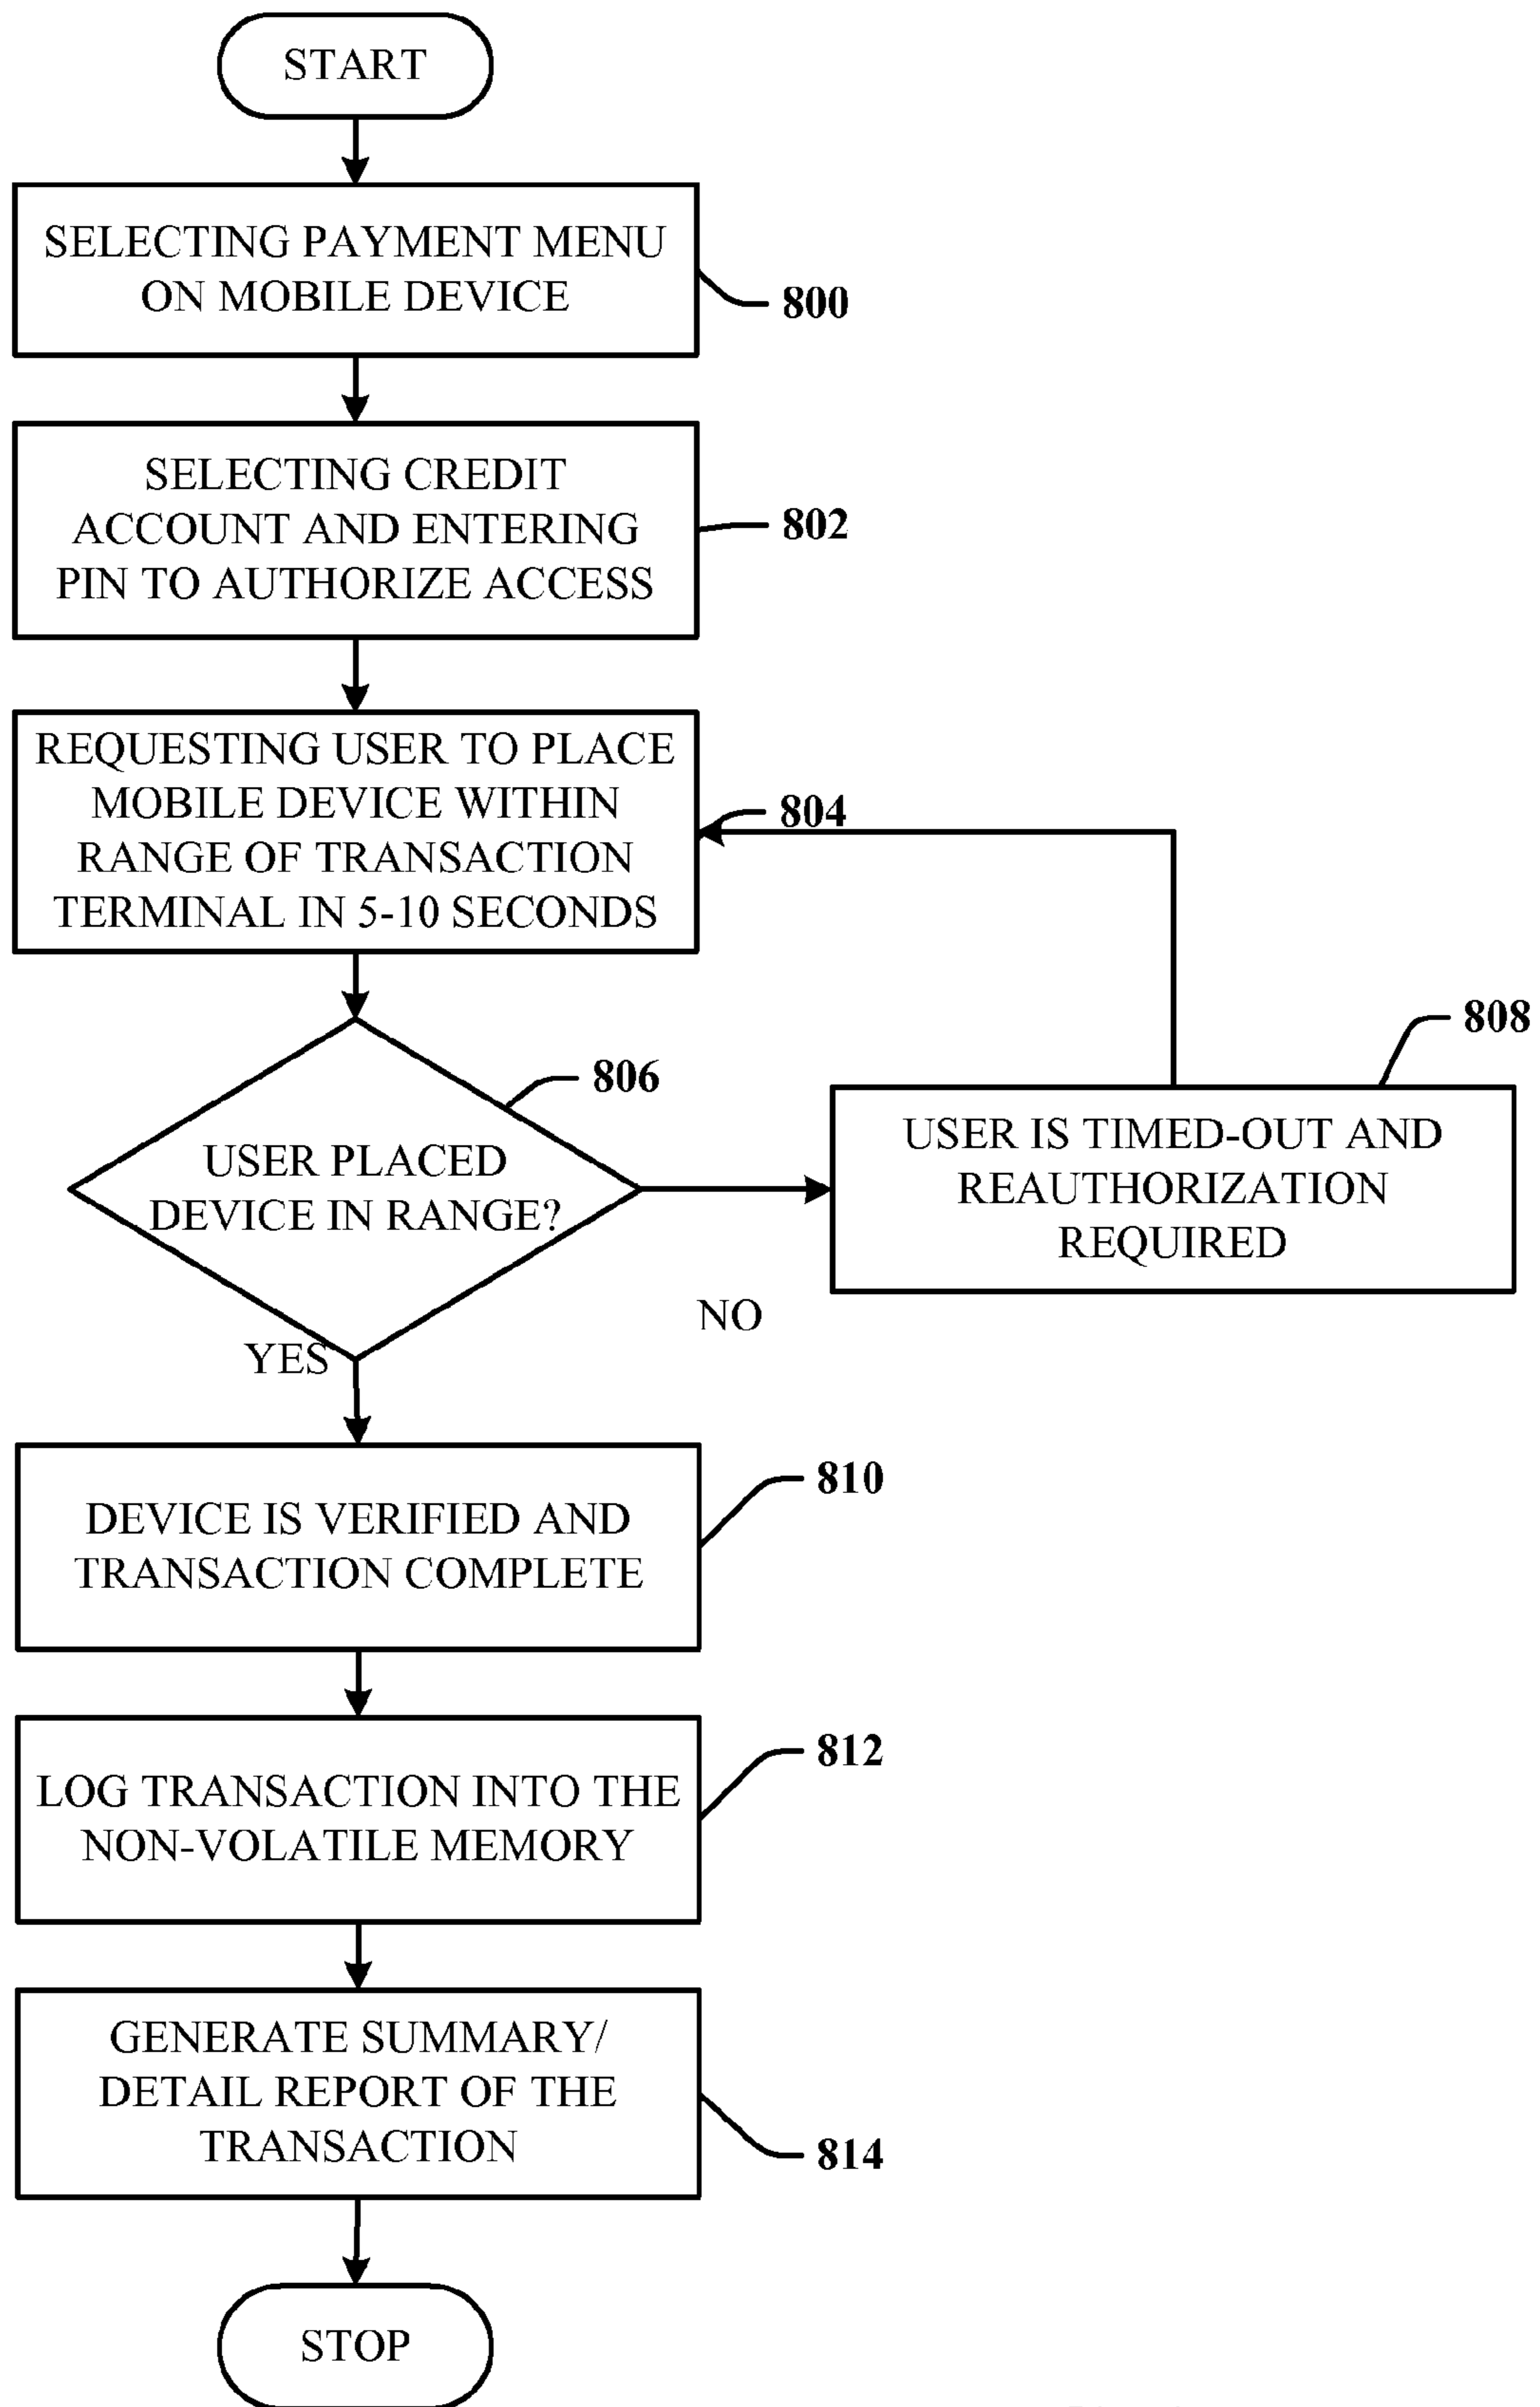 START
SELECTING PAYMENT MENU
ON MOBILE DEVICE
800
SELECTING CREDIT
ACCOUNT AND ENTERING
PIN TO AUTHORIZE ACCESS
802
REQUESTING USER TO PLACE
MOBILE DEVICE WITHIN
RANGE OF TRANSACTION
TERMINAL IN 5-10 SECONDS
804
806
USER PLACED
DEVICE IN RANGE?
808
USER IS TIMED-OUT AND
REAUTHORIZATION
REQUIRED
NO
YES
DEVICE IS VERIFIED AND
TRANSACTION COMPLETE
810
LOG TRANSACTION INTO THE
NON-VOLATILE MEMORY
812
GENERATE SUMMARY/
DETAIL REPORT OF THE
TRANSACTION
814
STOP